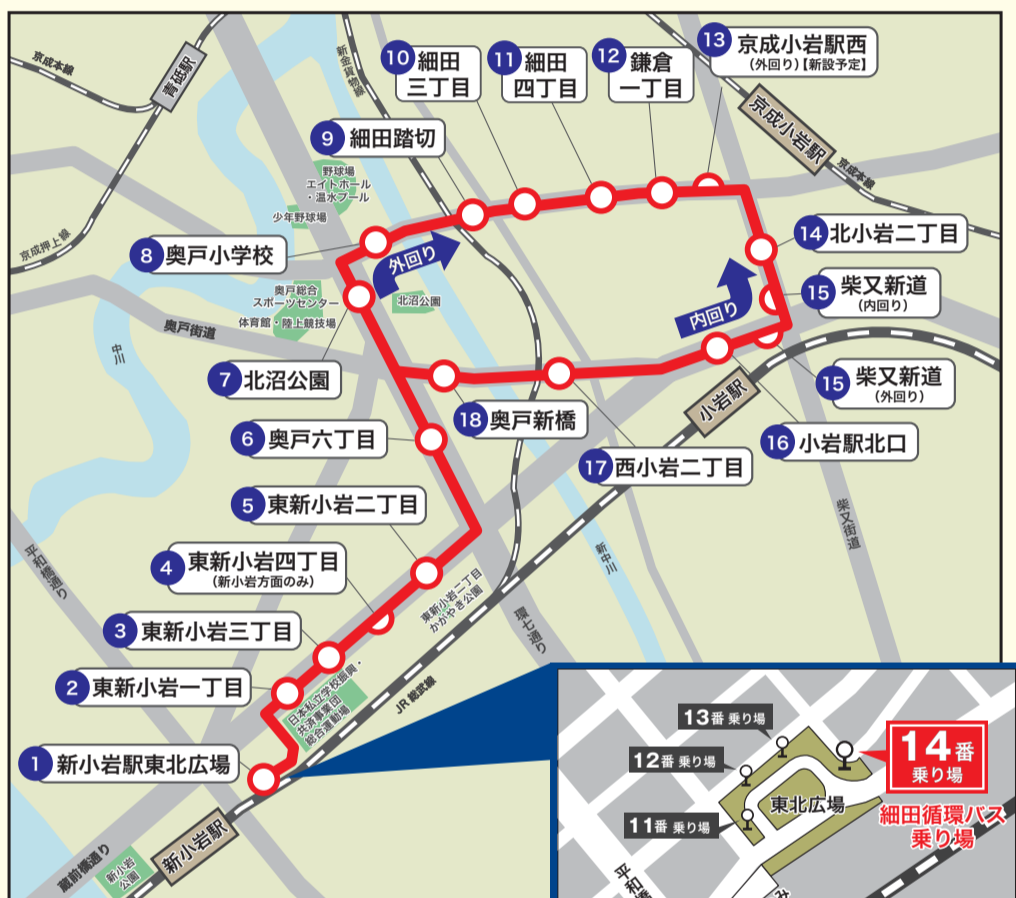 京成本線
青砥駅
新金貨物線
10 細田
三丁目
11 細田
四丁目
12 鎌倉
一丁目
13 京成小岩駅西
(外回り)【新設予定】
京成小岩駅
京成本線
9 細田踏切
野球場
エイトホール
・温水プール
少年野球場
京成押上線
8 奥戸小学校
外回り
14 北小岩二丁目
奥戸総合
スポーツセンター
体育館・陸上競技場
北沼公園
内回り
15 柴又新道
(内回り)
奥戸街道
中川
7 北沼公園
小岩駅
15 柴又新道
(外回り)
18 奥戸新橋
6 奥戸六丁目
16 小岩駅北口
17 西小岩二丁目
5 東新小岩二丁目
柴又街道
平和橋通り
4 東新小岩四丁目
(新小岩方面のみ)
新中川
東新小岩二丁目
かがやき公園
環七通り
3 東新小岩三丁目
2 東新小岩一丁目
日本私立学校振興・
共済事業団
総合運動場
JR総武線
1 新小岩駅東北広場
新小岩駅
蔵前橋通り
新小岩
公園
13番 乗り場
12番 乗り場
11番 乗り場
東北広場
14番
乗り場
細田循環バス
乗り場
平和橋
み